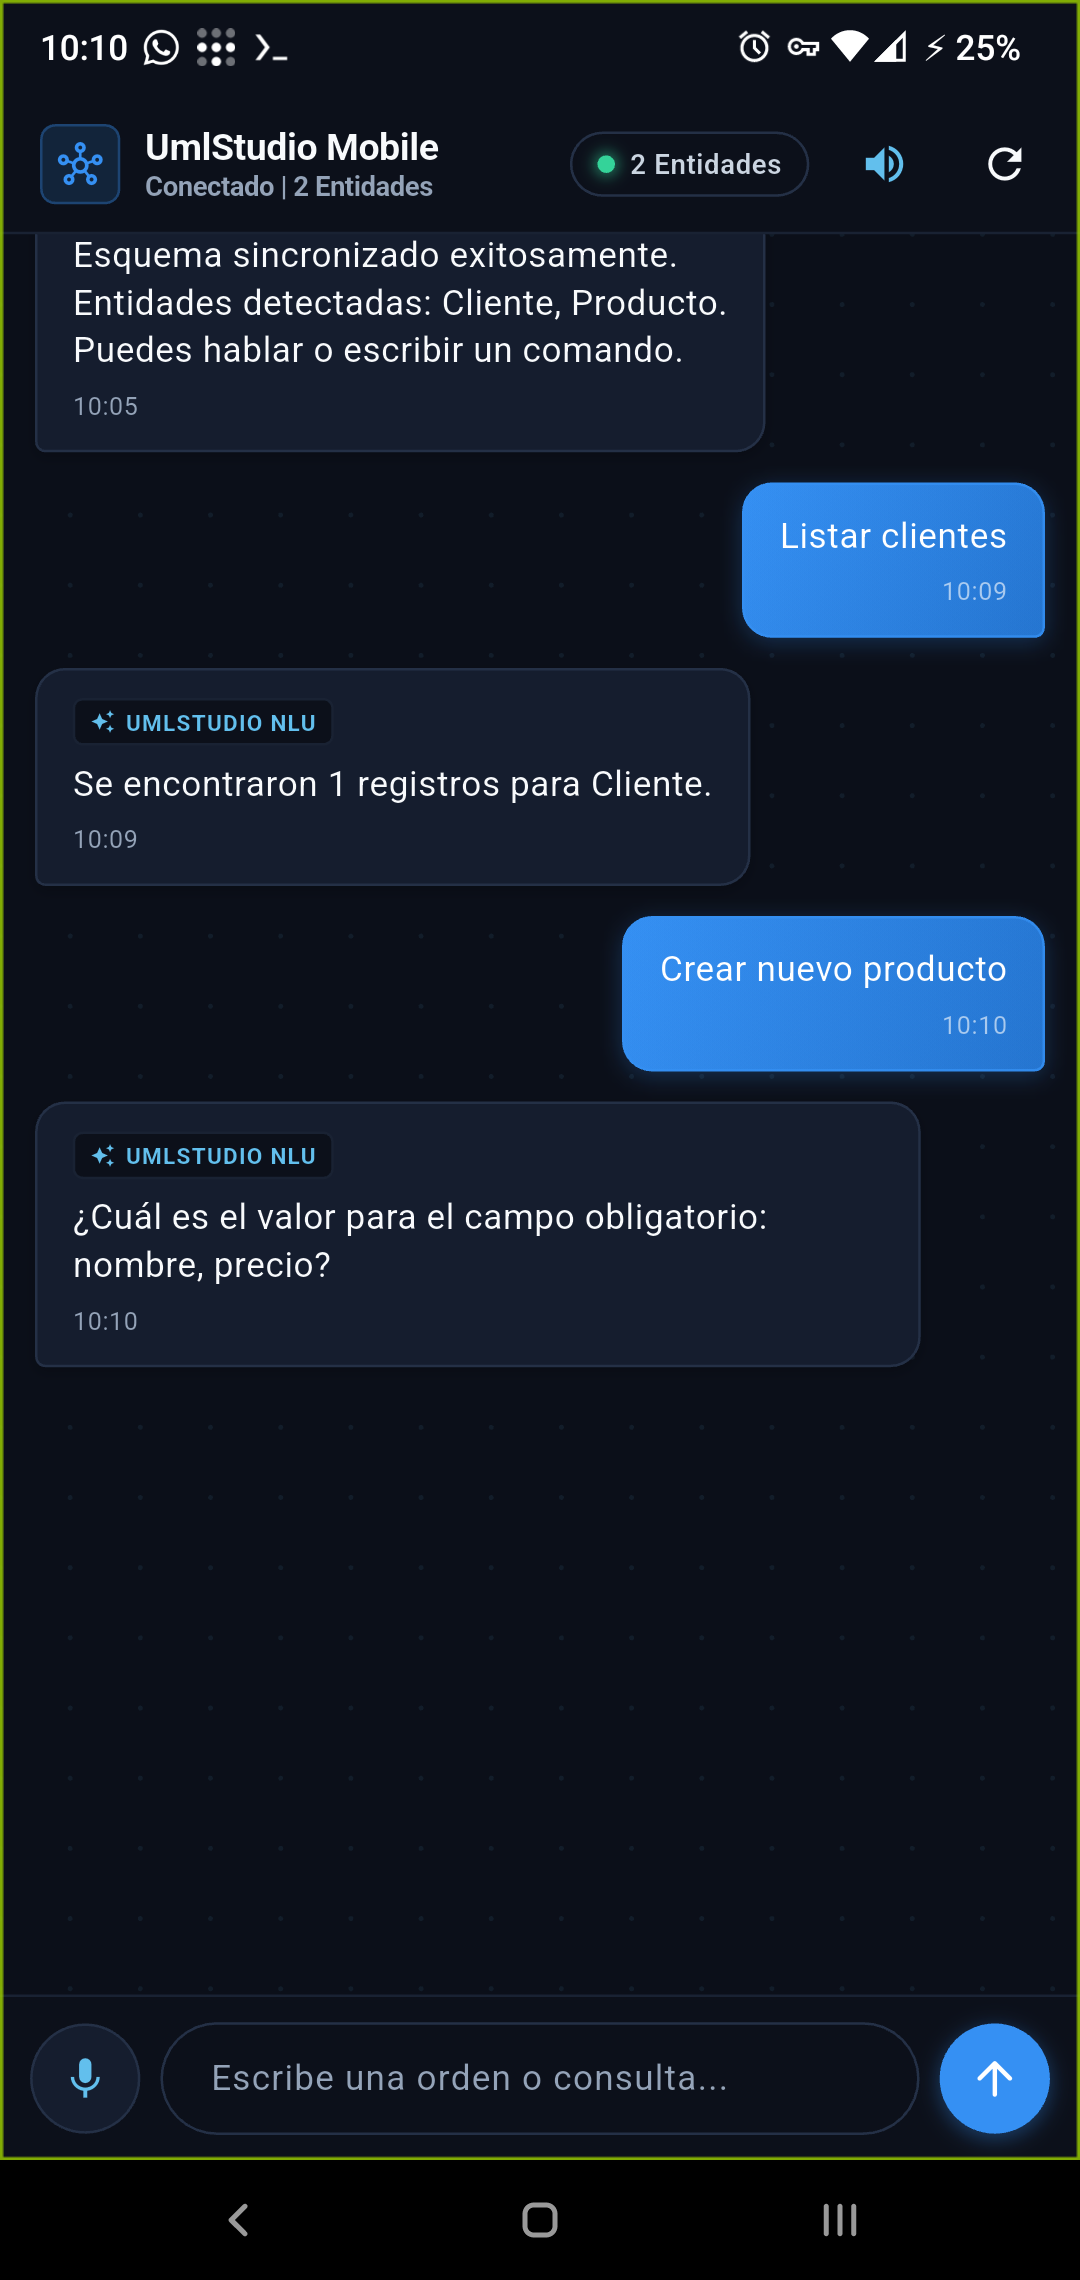 10:10
25%
UmlStudio Mobile
Conectado | 2 Entidades
2 Entidades
Esquema sincronizado exitosamente.
Entidades detectadas: Cliente, Producto.
Puedes hablar o escribir un comando.
10:05
Listar clientes
10:09
UMLSTUDIO NLU
Se encontraron 1 registros para Cliente.
10:09
Crear nuevo producto
10:10
UMLSTUDIO NLU
¿Cuál es el valor para el campo obligatorio:
nombre, precio?
10:10
Escribe una orden o consulta...